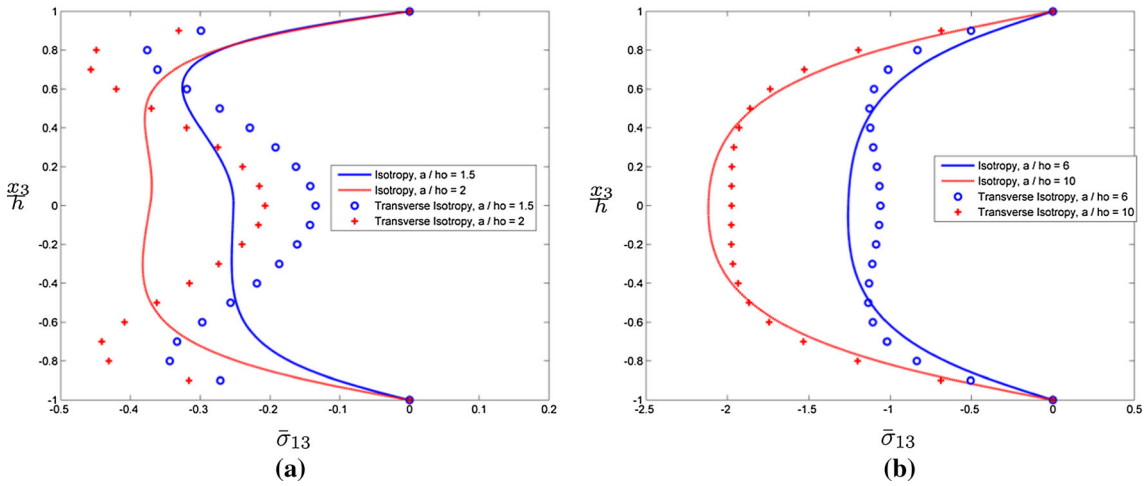 1
0.8
0.6
0.4
0.2
0
-0.2
-0.4
-0.6
-0.8
-1
x₃/h
-0.5 -0.4 -0.3 -0.2 -0.1 0 0.1 0.2
σ̄₁₃
(a)
Isotropy, a / ho = 1.5
Isotropy, a / ho = 2
Transverse Isotropy, a / ho = 1.5
Transverse Isotropy, a / ho = 2
1
0.8
0.6
0.4
0.2
0
-0.2
-0.4
-0.6
-0.8
-1
x₃/h
-2.5 -2 -1.5 -1 -0.5 0 0.5
σ̄₁₃
(b)
Isotropy, a / ho = 6
Isotropy, a / ho = 10
Transverse Isotropy, a / ho = 6
Transverse Isotropy, a / ho = 10